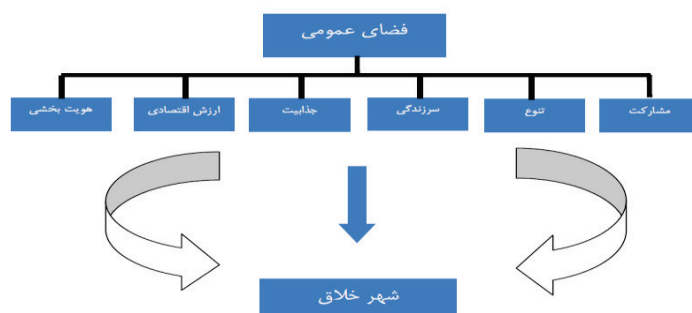 فضای عمومی
مشارکت
تنوع
سرزندگی
جذابیت
ارزش اقتصادی
هویت بخشی
شهر خلاق